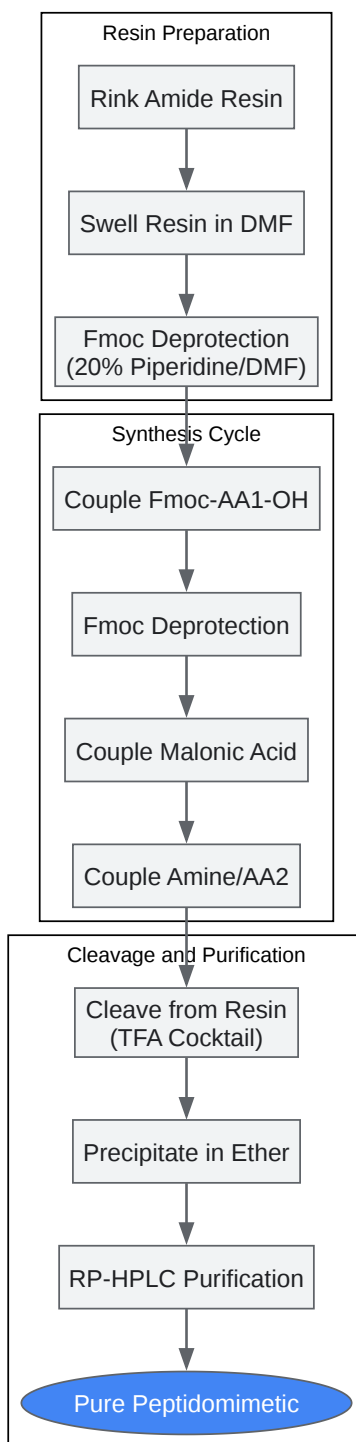 Resin Preparation
Rink Amide Resin
Swell Resin in DMF
Fmoc Deprotection
(20% Piperidine/DMF)
Synthesis Cycle
Couple Fmoc-AA1-OH
Fmoc Deprotection
Couple Malonic Acid
Couple Amine/AA2
Cleavage and Purification
Cleave from Resin
(TFA Cocktail)
Precipitate in Ether
RP-HPLC Purification
Pure Peptidomimetic